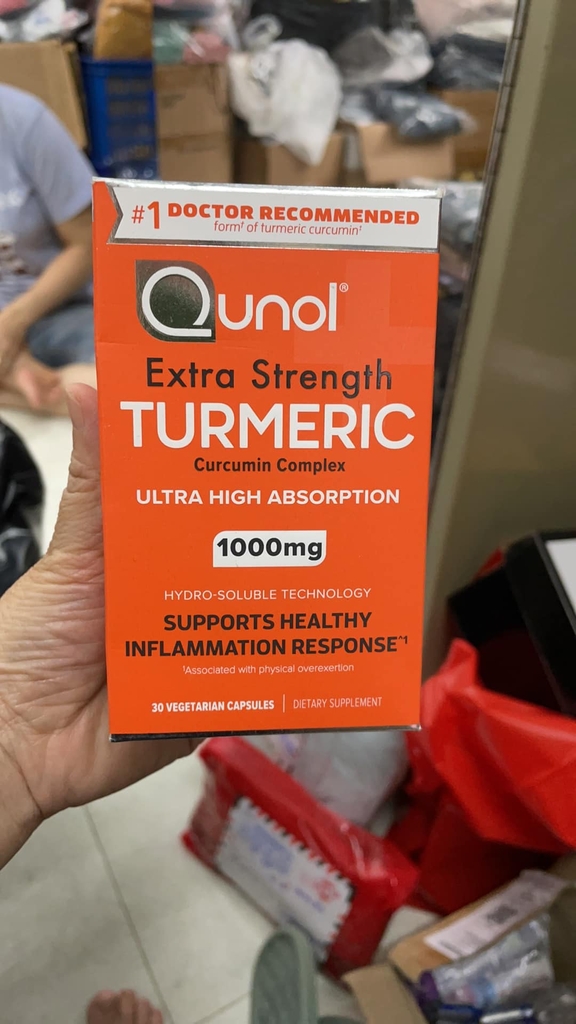 #1 DOCTOR RECOMMENDED
form† of turmeric curcumin†
Qunol®
Extra Strength
TURMERIC
Curcumin Complex
ULTRA HIGH ABSORPTION
1000mg
HYDRO-SOLUBLE TECHNOLOGY
SUPPORTS HEALTHY
INFLAMMATION RESPONSE^1
†Associated with physical overexertion
30 VEGETARIAN CAPSULES | DIETARY SUPPLEMENT